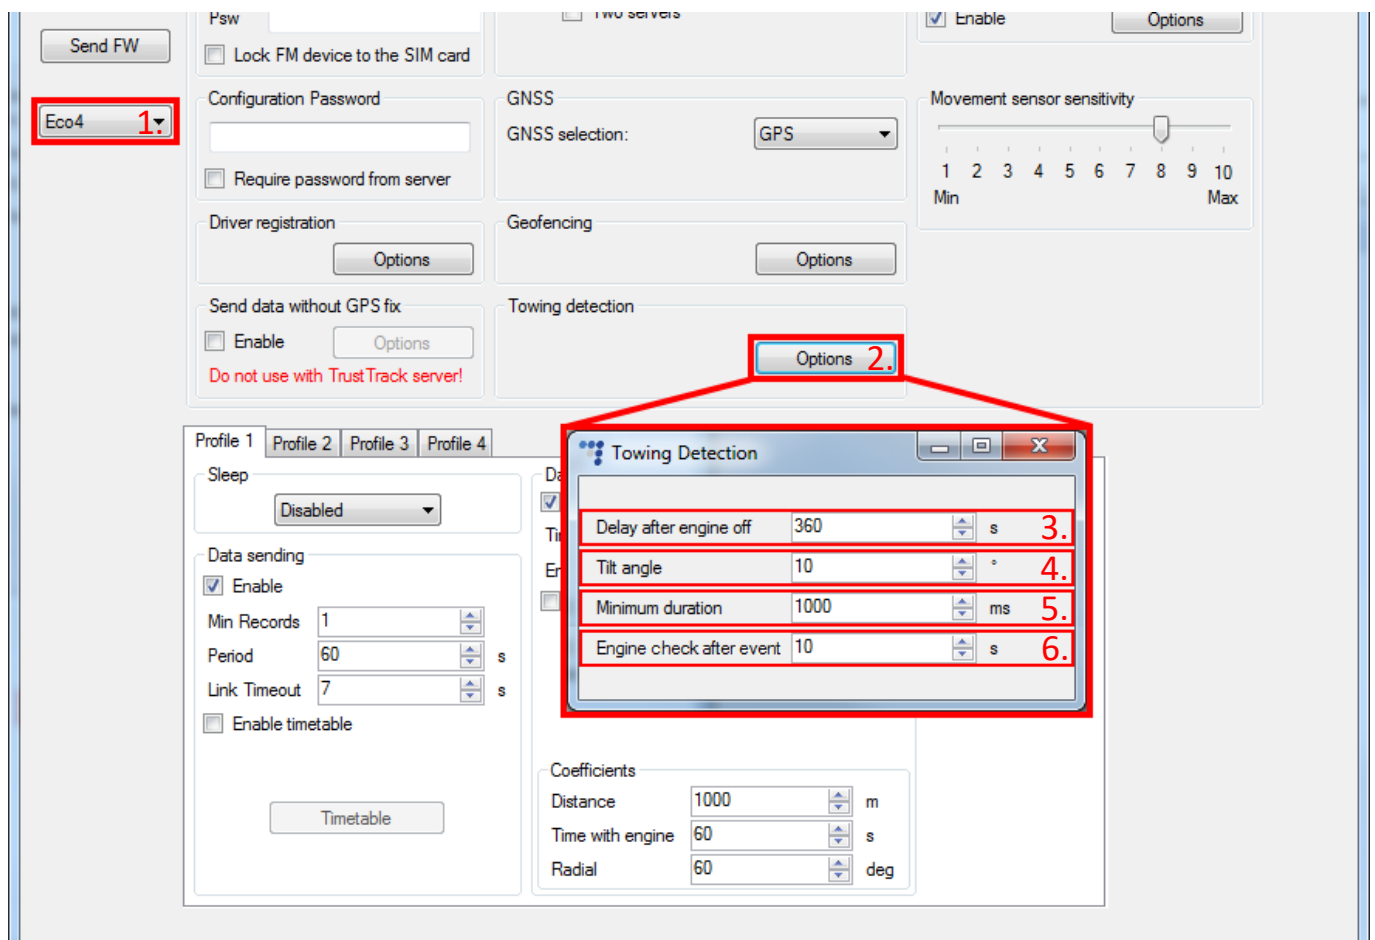 Psw
Two servers
Enable
Options
Send FW
Lock FM device to the SIM card
Configuration Password
GNSS
Movement sensor sensitivity
Eco4
1.
GNSS selection:
GPS
1 2 3 4 5 6 7 8 9 10
Min
Max
Require password from server
Driver registration
Options
Geofencing
Options
Send data without GPS fix
Enable
Options
Do not use with TrustTrack server!
Towing detection
Options
2.
Profile 1
Profile 2
Profile 3
Profile 4
Sleep
Disabled
Data sending
Enable
Min Records 1
Period 60 s
Link Timeout 7 s
Enable timetable
Timetable
Towing Detection
Delay after engine off 360 s 3.
Tilt angle 10 ° 4.
Minimum duration 1000 ms 5.
Engine check after event 10 s 6.
Coefficients
Distance 1000 m
Time with engine 60 s
Radial 60 deg